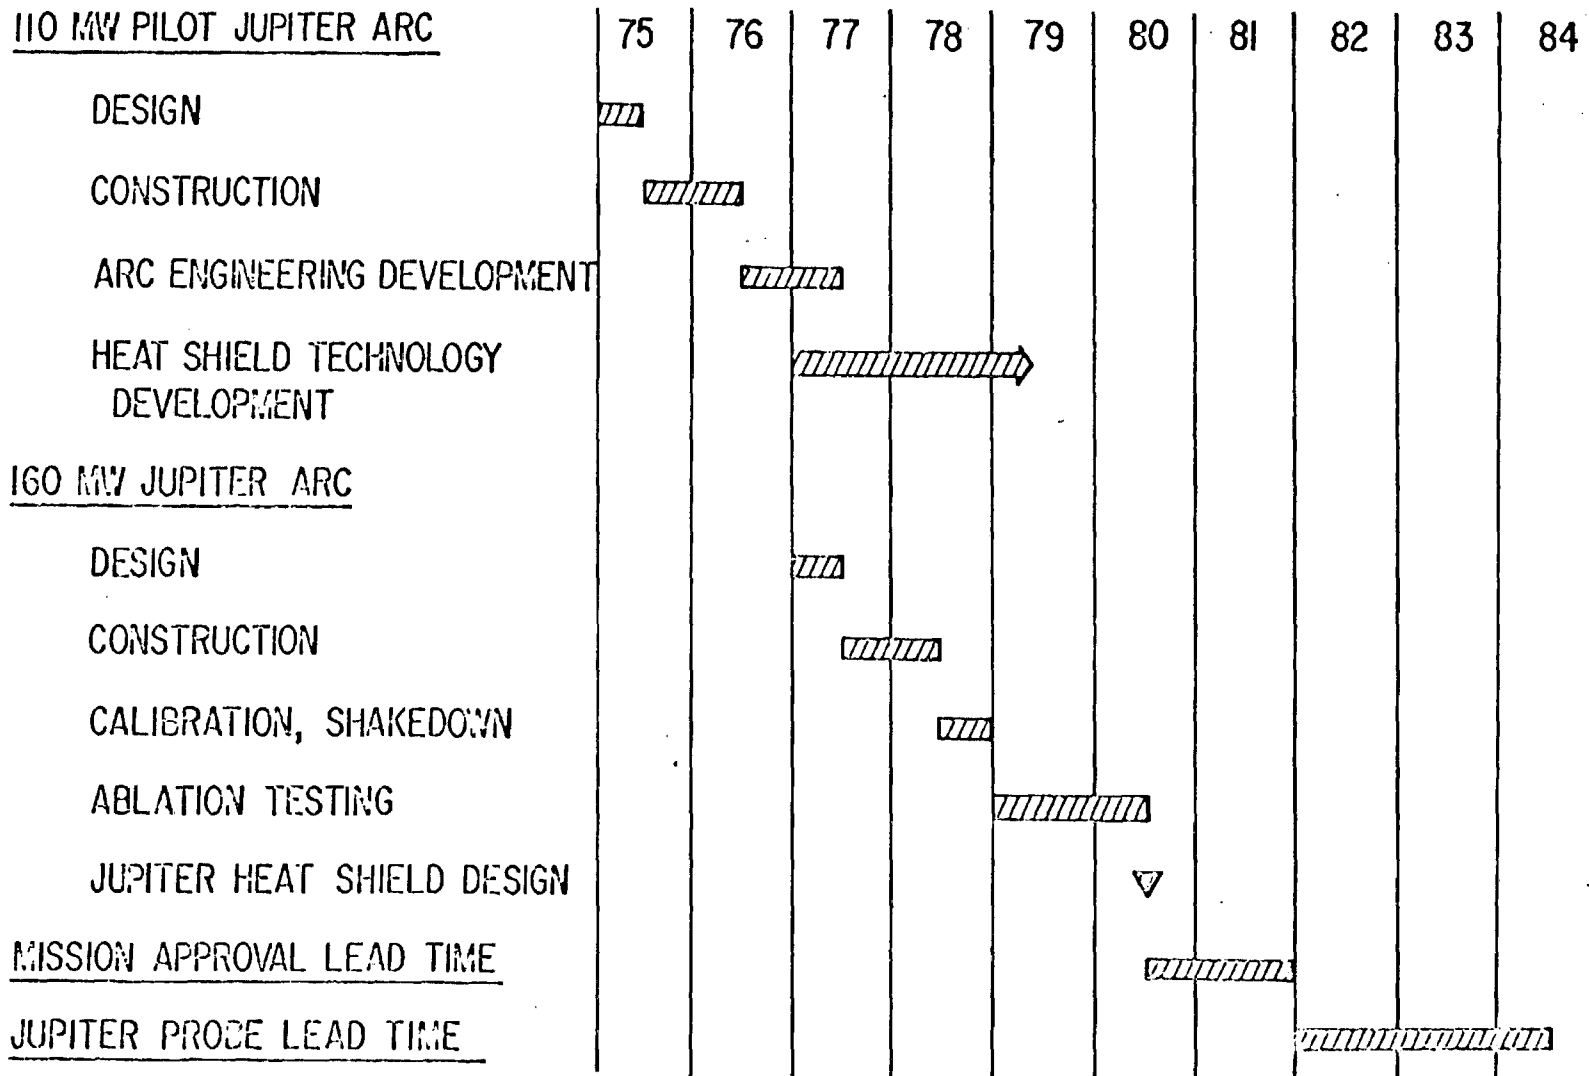 110 MW PILOT JUPITER ARC 75 76 77 78 79 80 81 82 83 84
DESIGN
CONSTRUCTION
ARC ENGINEERING DEVELOPMENT
HEAT SHIELD TECHNOLOGY
DEVELOPMENT
160 MW JUPITER ARC
DESIGN
CONSTRUCTION
CALIBRATION, SHAKEDOWN
ABLATION TESTING
JUPITER HEAT SHIELD DESIGN
MISSION APPROVAL LEAD TIME
JUPITER PROBE LEAD TIME